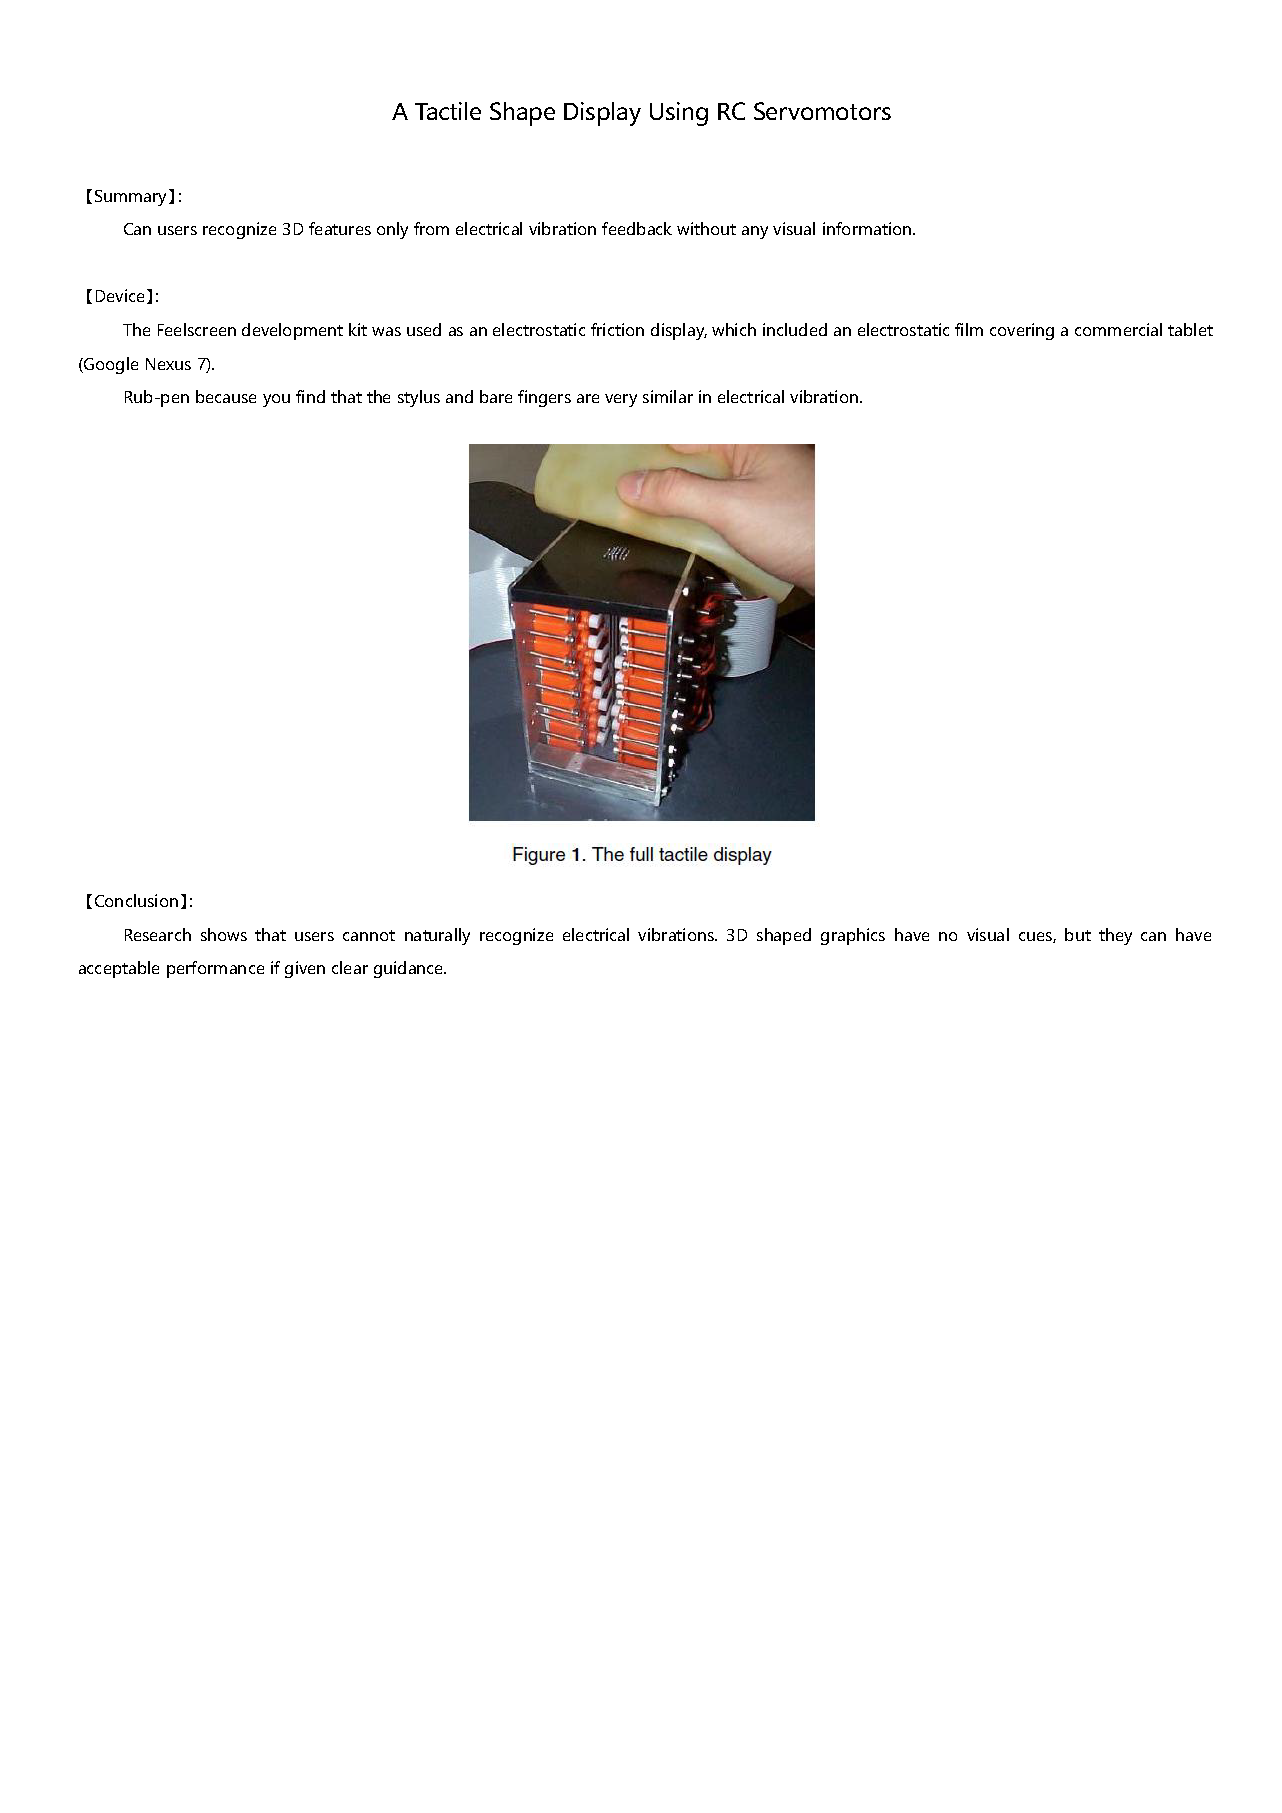 A Tactile Shape Display Using RC Servomotors
【Summary】:
Can users recognize 3D features only from electrical vibration feedback without any visual information.
【Device】:
The Feelscreen development kit was used as an electrostatic friction display, which included an electrostatic film covering a commercial tablet
(Google Nexus 7).
Rub-pen because you find that the stylus and bare fingers are very similar in electrical vibration.
Figure 1. The full tactile display
【Conclusion】:
Research shows that users cannot naturally recognize electrical vibrations. 3D shaped graphics have no visual cues, but they can have
acceptable performance if given clear guidance.